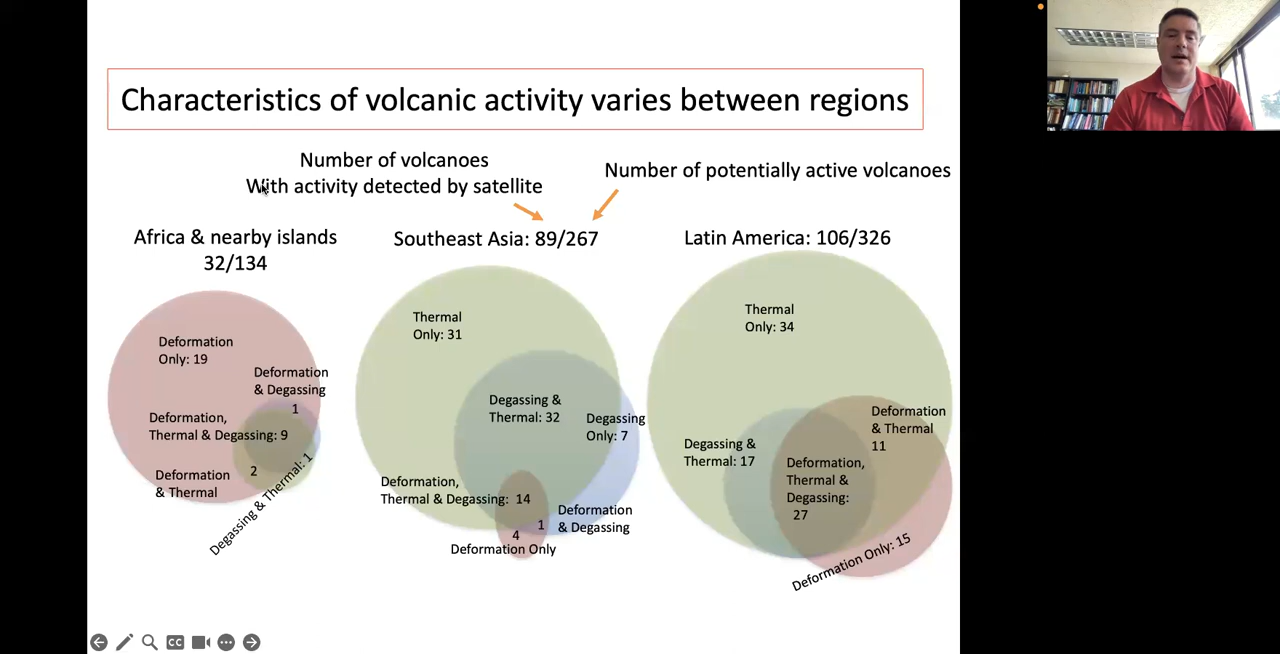 Characteristics of volcanic activity varies between regions
Number of volcanoes
With activity detected by satellite
Number of potentially active volcanoes
Africa & nearby islands
32/134
Southeast Asia: 89/267
Latin America: 106/326
Deformation
Only: 19
Deformation
& Degassing
1
Deformation,
Thermal & Degassing: 9
Deformation
& Thermal
2
Degassing & Thermal: 1
Thermal
Only: 31
Degassing &
Thermal: 32
Degassing
Only: 7
Deformation,
Thermal & Degassing: 14
Deformation
& Degassing
1
4
Deformation Only
Thermal
Only: 34
Deformation
& Thermal
11
Degassing &
Thermal: 17
Deformation,
Thermal &
Degassing:
27
Deformation Only: 15
CC